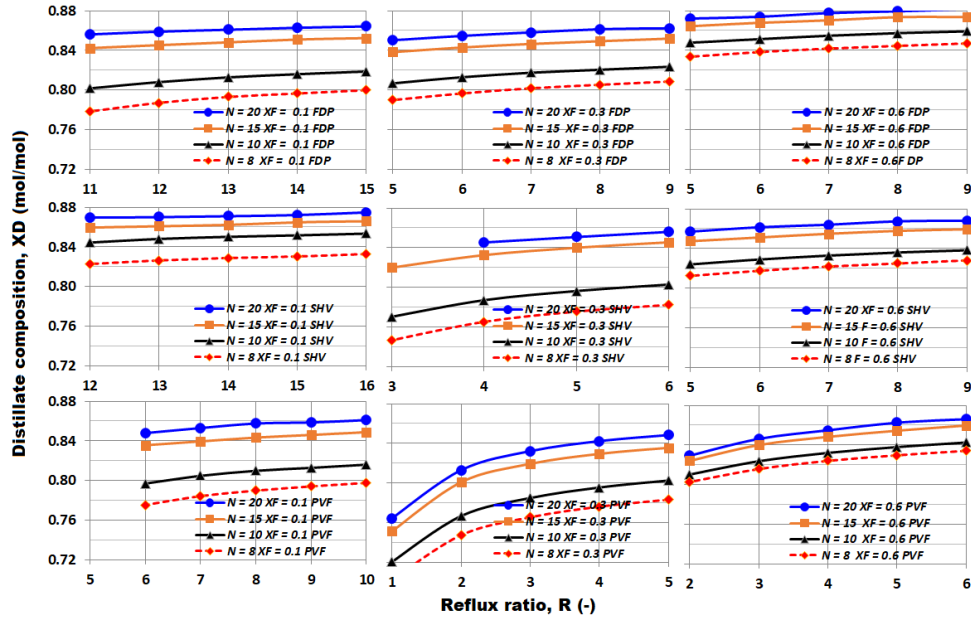 Distillate composition, XD (mol/mol)
0.88
0.84
0.80
0.76
0.72
N = 20 XF = 0.1 FDP
N = 15 XF = 0.1 FDP
N = 10 XF = 0.1 FDP
N = 8 XF = 0.1 FDP
11 12 13 14 15
N = 20 XF = 0.3 FDP
N = 15 XF = 0.3 FDP
N = 10 XF = 0.3 FDP
N = 8 XF = 0.3 FDP
5 6 7 8 9
N = 20 XF = 0.6 FDP
N = 15 XF = 0.6 FDP
N = 10 XF = 0.6 FDP
N = 8 XF = 0.6F DP
5 6 7 8 9
0.88
0.84
0.80
0.76
0.72
N = 20 XF = 0.1 SHV
N = 15 XF = 0.1 SHV
N = 10 XF = 0.1 SHV
N = 8 XF = 0.1 SHV
12 13 14 15 16
N = 20 XF = 0.3 SHV
N = 15 XF = 0.3 SHV
N = 10 XF = 0.3 SHV
N = 8 XF = 0.3 SHV
3 4 5 6
N = 20 XF = 0.6 SHV
N = 15 F = 0.6 SHV
N = 10 F = 0.6 SHV
N = 8 F = 0.6 SHV
5 6 7 8 9
0.88
0.84
0.80
0.76
0.72
N = 20 XF = 0.1 PVF
N = 15 XF = 0.1 PVF
N = 10 XF = 0.1 PVF
N = 8 XF = 0.1 PVF
5 6 7 8 9 10
N = 20 XF = 0.3 PVF
N = 15 XF = 0.3 PVF
N = 10 XF = 0.3 PVF
N = 8 XF = 0.3 PVF
1 2 3 4 5
N = 20 XF = 0.6 PVF
N = 15 XF = 0.6 PVF
N = 10 XF = 0.6 PVF
N = 8 XF = 0.6 PVF
2 3 4 5 6
Reflux ratio, R (-)